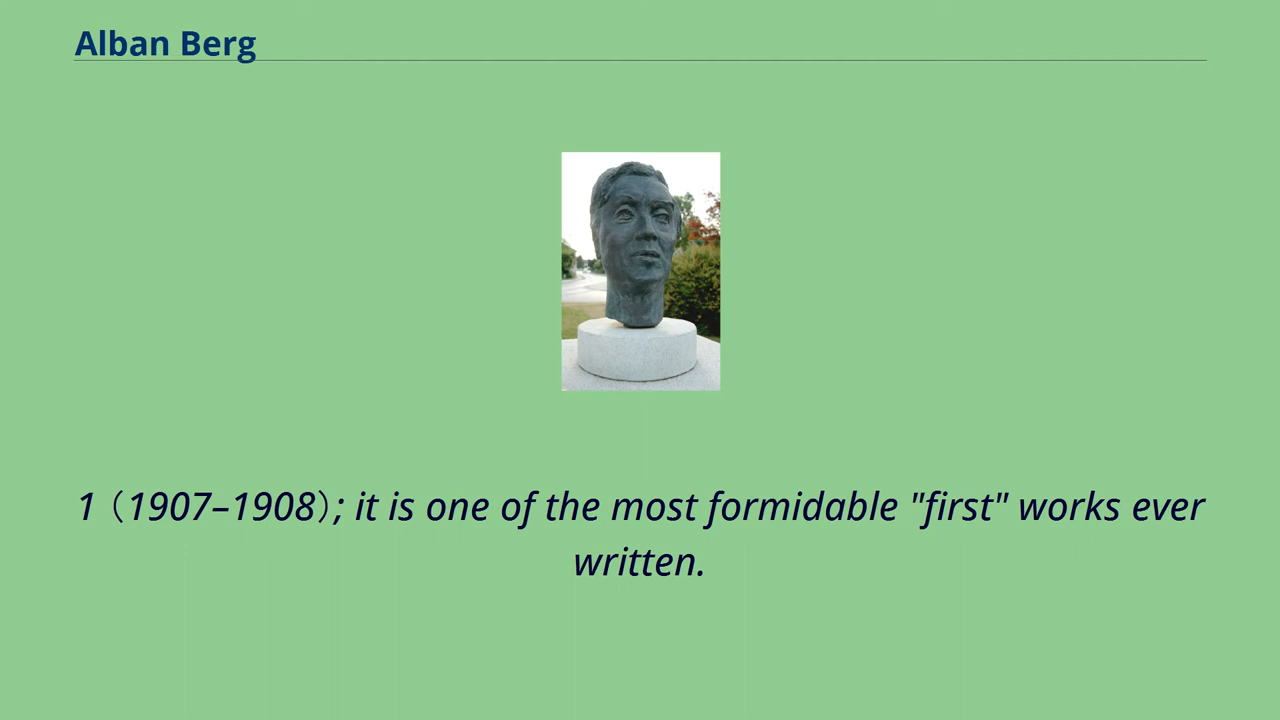 Alban Berg
1（1907–1908）; it is one of the most formidable "first" works ever
written.